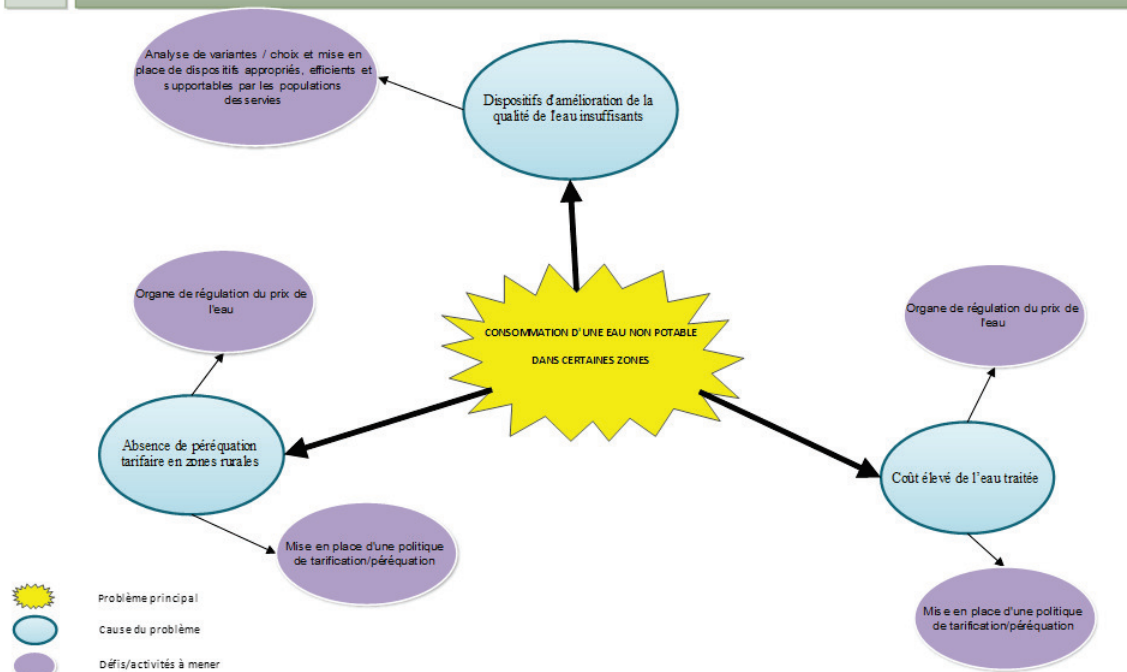 Analyse de variantes / choix et mise en
place de dispositifs appropriés, efficients et
supportables par les populations
desservies
Dispositifs d'amélioration de la
qualité de l'eau insuffisants
Organe de régulation du prix de
l'eau
CONSOMMATION D'UNE EAU NON POTABLE
DANS CERTAINES ZONES
Organe de régulation du prix de
l'eau
Absence de péréquation
tarifaire en zones rurales
Coût élevé de l'eau traitée
Mise en place d'une politique
de tarification/péréquation
Mise en place d'une politique
de tarification/péréquation
Problème principal
Cause du problème
Défis/activités à mener